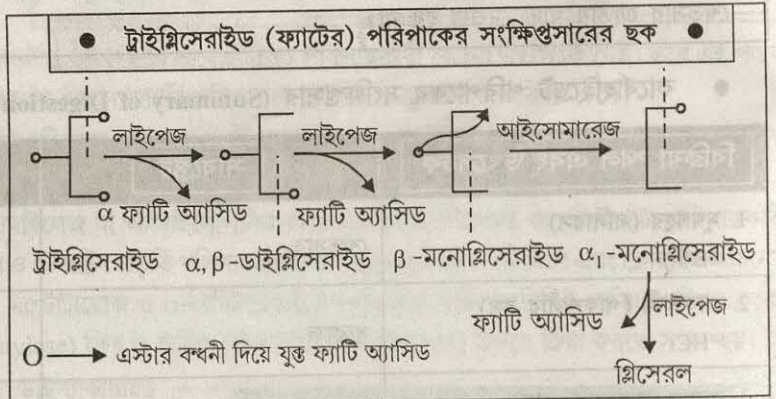 ● ট্রাইগ্লিসেরাইড (ফ্যাটের) পরিপাকের সংক্ষিপ্তসারের ছক ●
লাইপেজ লাইপেজ আইসোমারেজ
α ফ্যাটি অ্যাসিড ফ্যাটি অ্যাসিড
ট্রাইগ্লিসেরাইড α, β-ডাইগ্লিসেরাইড β -মনোগ্লিসেরাইড α₁-মনোগ্লিসেরাইড
ফ্যাটি অ্যাসিড লাইপেজ
O → এস্টার বন্ধনী দিয়ে যুক্ত ফ্যাটি অ্যাসিড
গ্লিসেরল